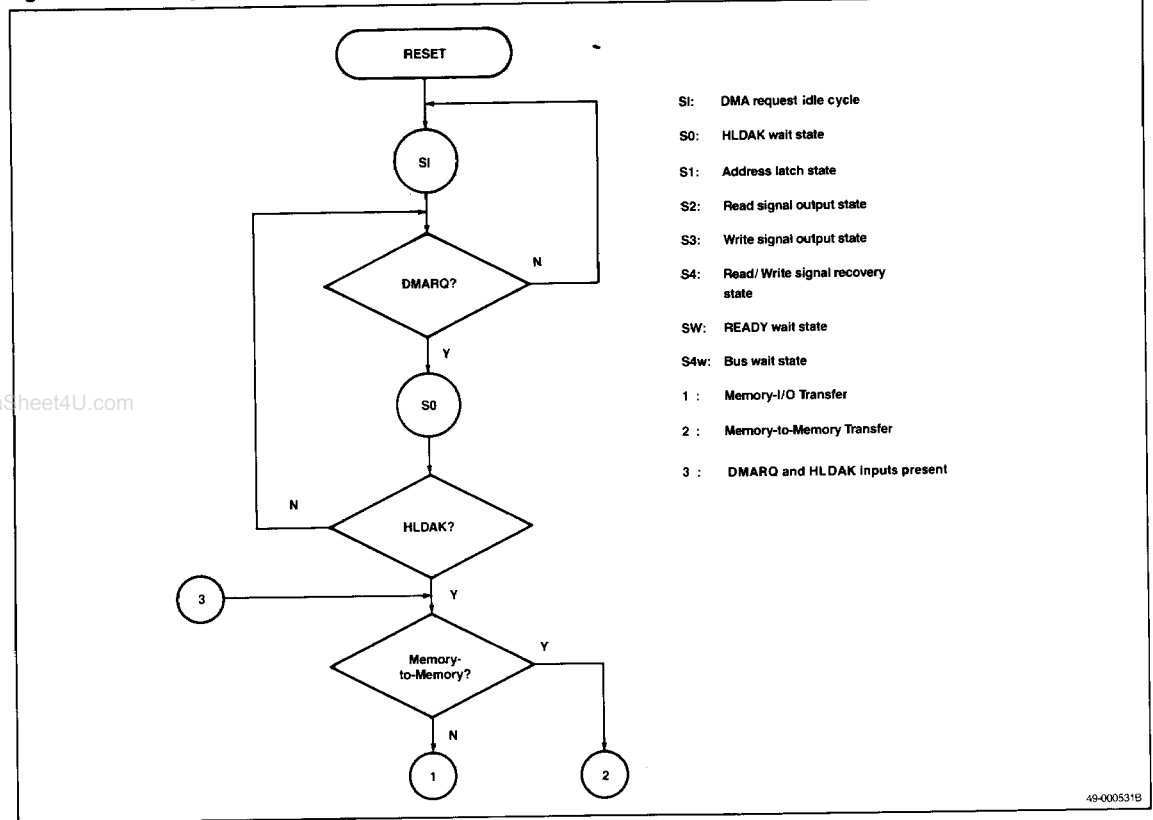 RESET
SI
DMARQ?
N
Y
S0
HLDAK?
N
Y
3
Memory-
to-Memory?
Y
N
1
2
SI: DMA request idle cycle
S0: HLDAK wait state
S1: Address latch state
S2: Read signal output state
S3: Write signal output state
S4: Read/Write signal recovery
state
SW: READY wait state
S4w: Bus wait state
1 : Memory-I/O Transfer
2 : Memory-to-Memory Transfer
3 : DMARQ and HLDAK inputs present
Sheet4U.com
49-000531B